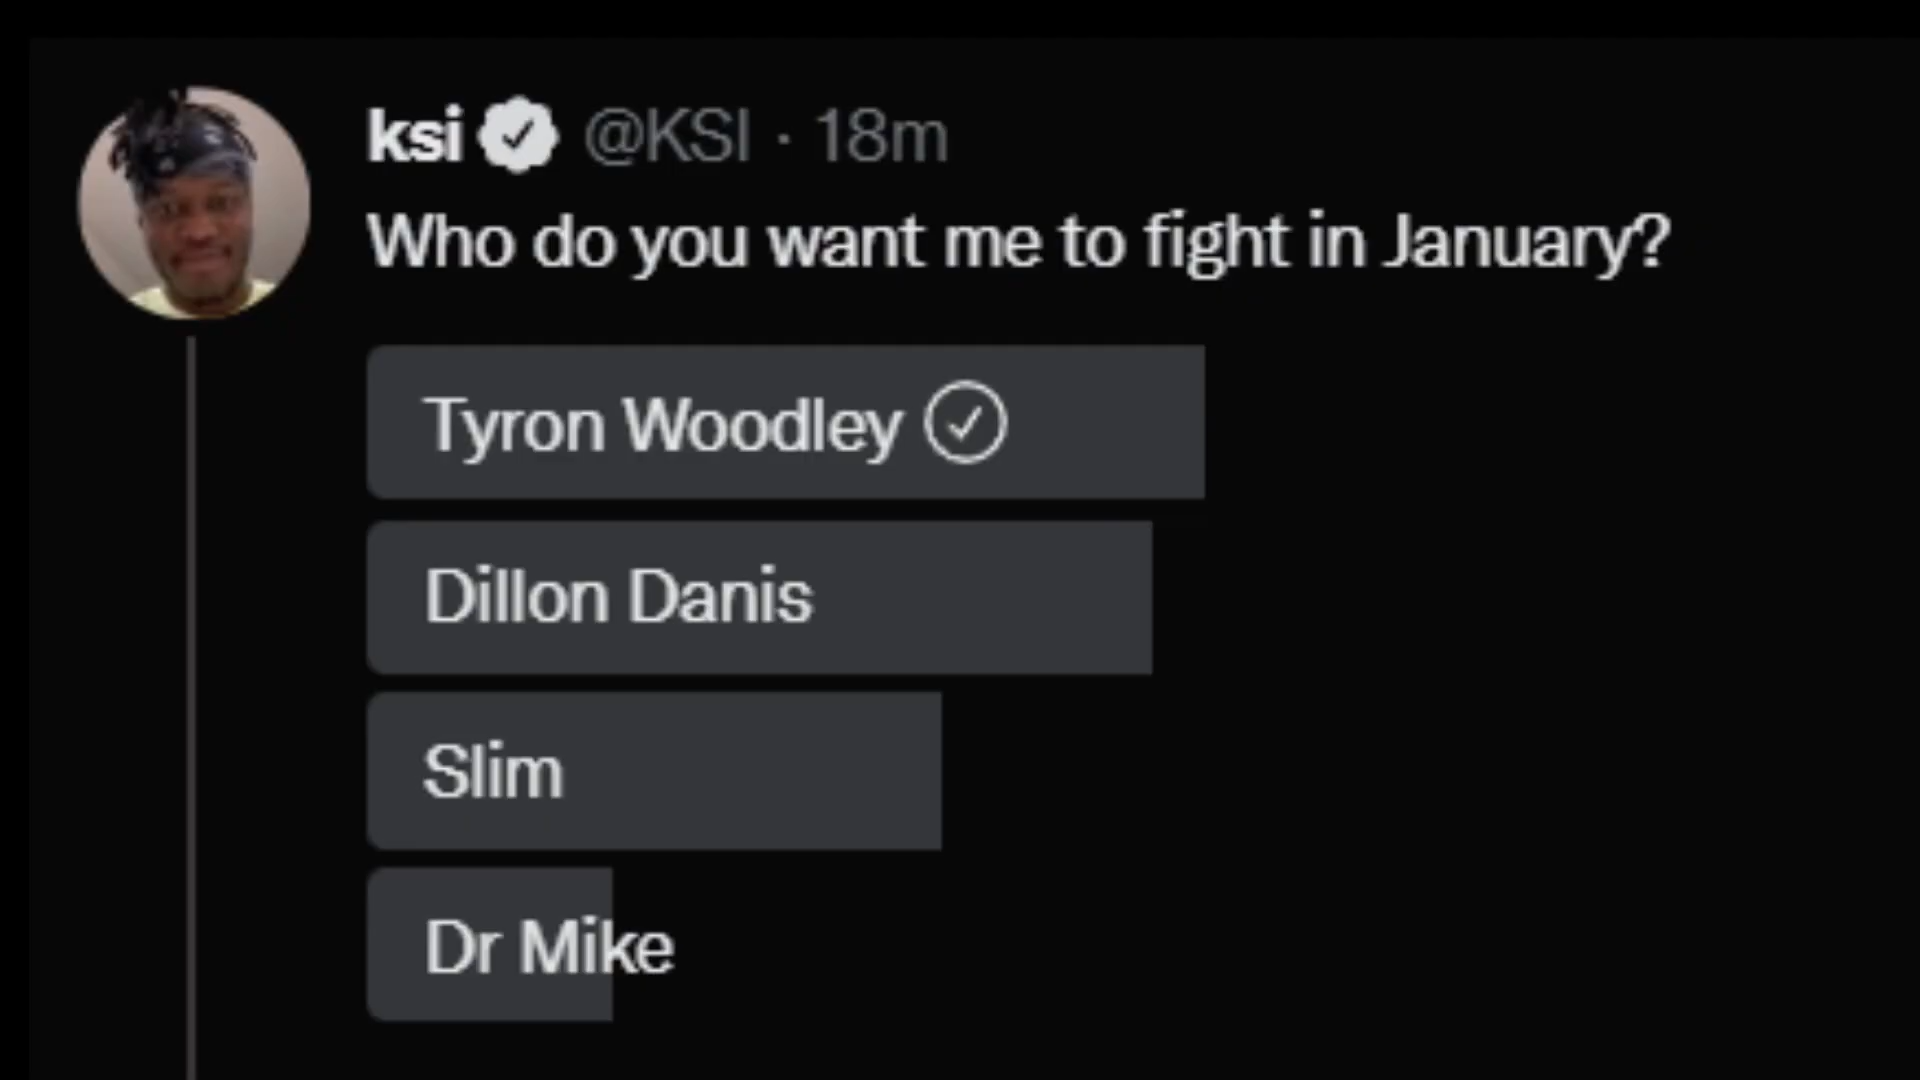 ksi @KSI · 18m
Who do you want me to fight in January?
Tyron Woodley
Dillon Danis
Slim
Dr Mike